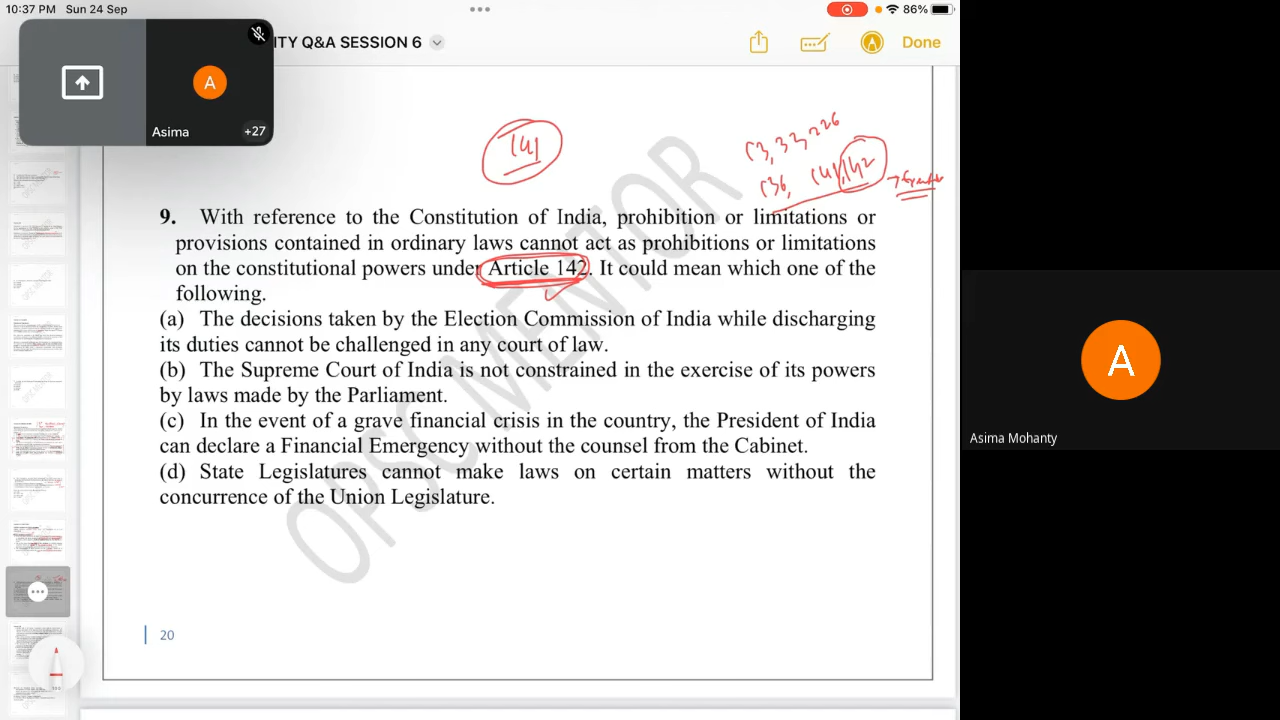 10:37 PM Sun 24 Sep
86%
ITY Q&A SESSION 6
Done
A
Asima
+27
141
13, 32, 226
136, 141, 142
9. With reference to the Constitution of India, prohibition or limitations or
provisions contained in ordinary laws cannot act as prohibitions or limitations
on the constitutional powers under Article 142. It could mean which one of the
following.
(a) The decisions taken by the Election Commission of India while discharging
its duties cannot be challenged in any court of law.
(b) The Supreme Court of India is not constrained in the exercise of its powers
by laws made by the Parliament.
(c) In the event of a grave financial crisis in the country, the President of India
can declare a Financial Emergency without the counsel from the Cabinet.
(d) State Legislatures cannot make laws on certain matters without the
concurrence of the Union Legislature.
OPSCMENTOR
20
A
Asima Mohanty